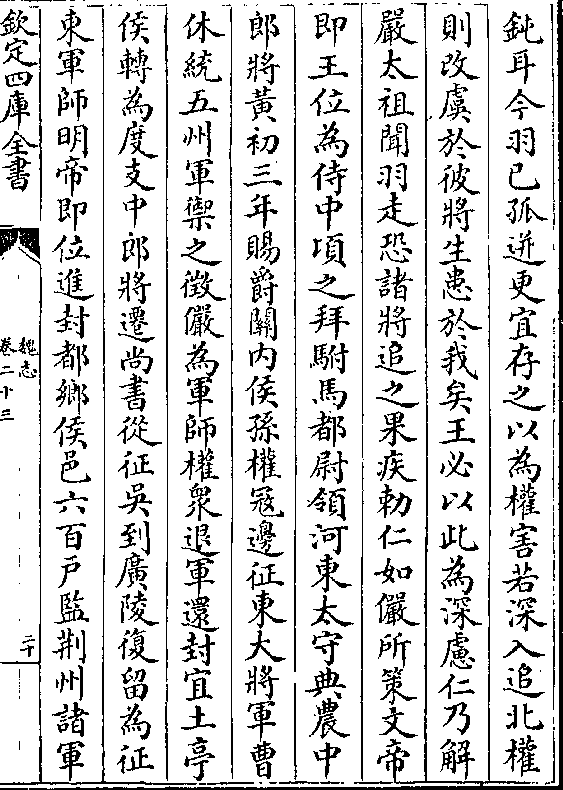 鈍耳今羽已孤迸更宜存之以為權害若深入追北權
則改虞於彼將生患於我矣王必以此為深慮仁乃解
嚴太祖聞羽走恐諸將追之果疾勅仁如儼所策文帝
即王位為侍中頃之拜駙馬都尉領河東太守典農中
郎將黃初三年賜爵關內侯孫權冦邊征東大將軍曹
休統五州軍禦之徵儼為軍師權衆退軍還封宜土亭
侯轉為度支中郎將遷尚書從征吳到廣陵復留為征
東軍師明帝即位進封都鄉侯邑六百戶監荆州諸軍
欽定四庫全書
魏志
卷二十三
二十